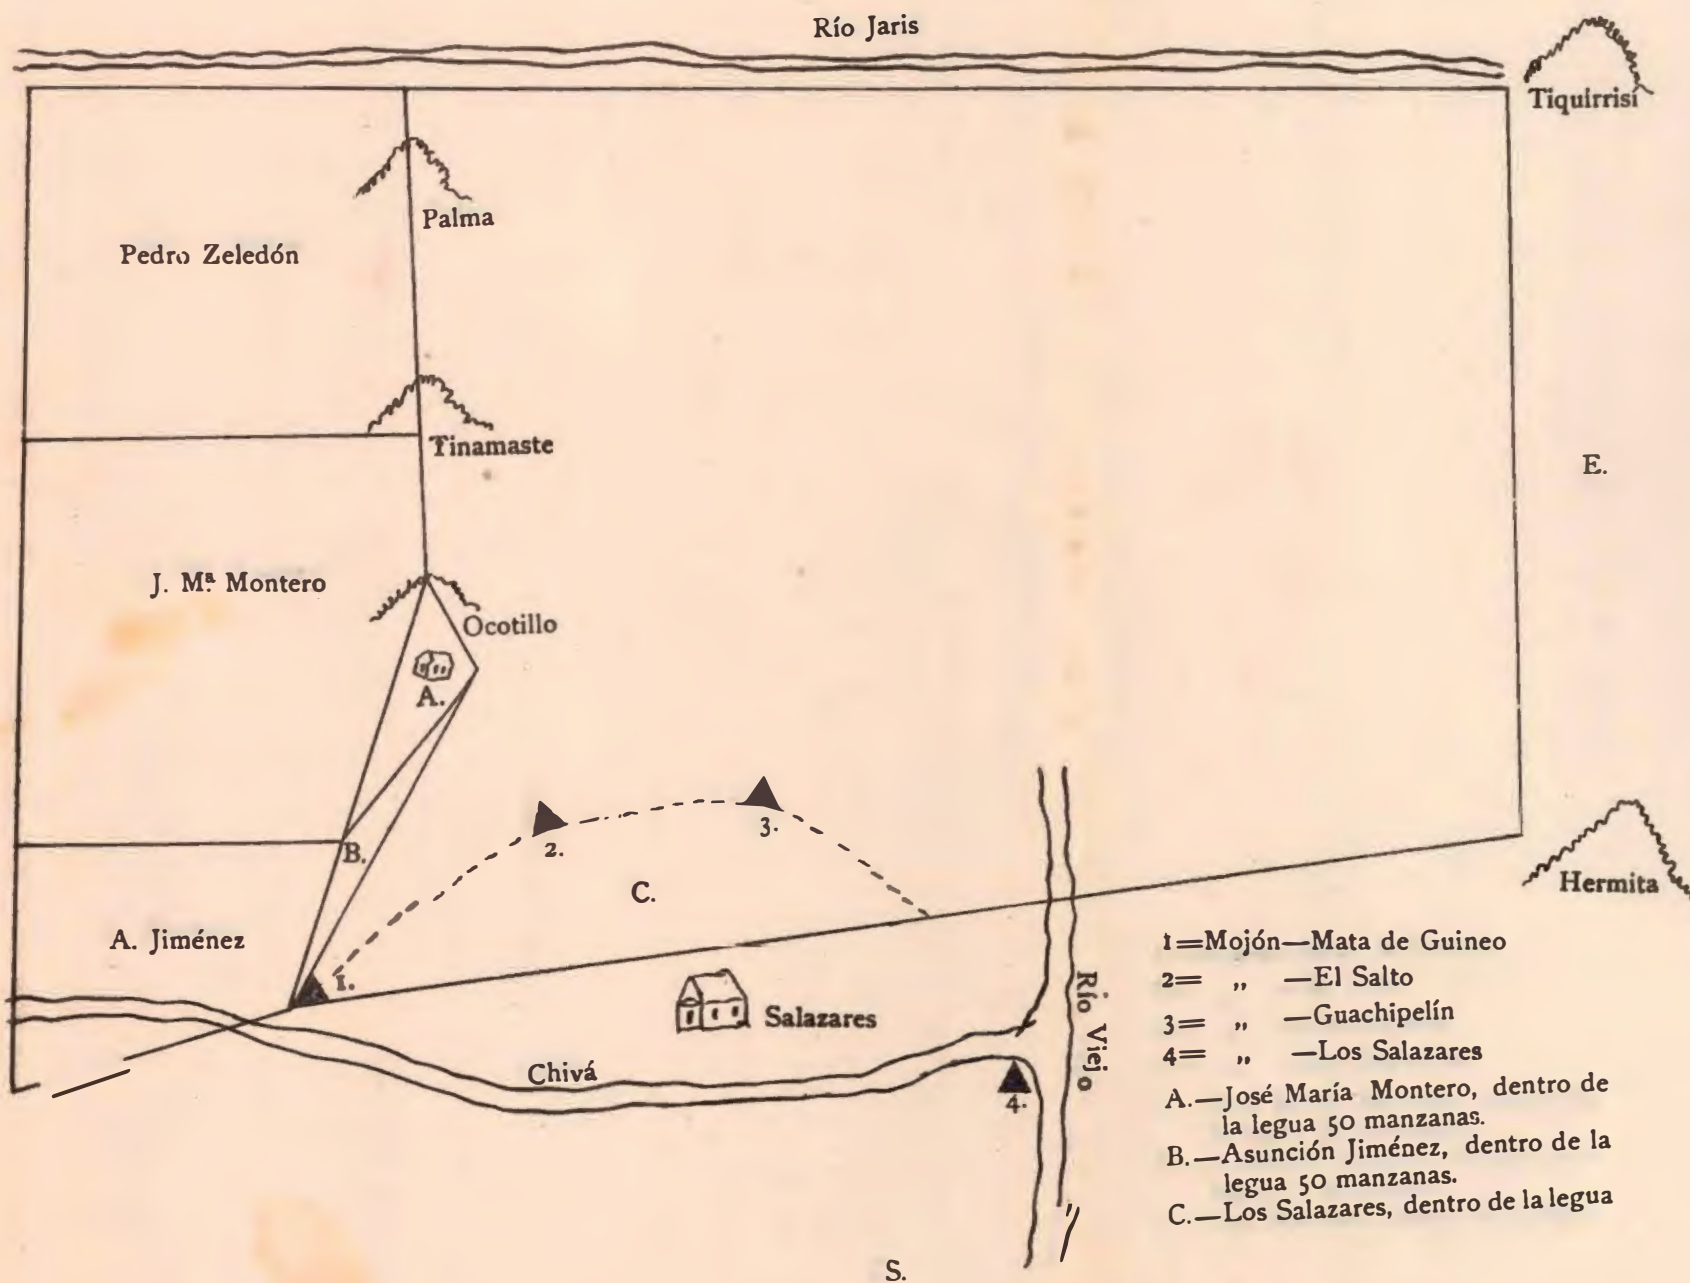 Río Jaris
Tiquirrisí
Palma
Pedro Zeledón
Tinamaste
E.
J. Mª Montero
Ocotillo
A.
2.
3.
B.
C.
Hermita
A. Jiménez
1.
Salazares
Río Viejo
Chivá
4.
1=Mojón—Mata de Guineo
2= „ —El Salto
3= „ —Guachipelín
4= „ —Los Salazares
A.—José María Montero, dentro de
la legua 50 manzanas.
B.—Asunción Jiménez, dentro de la
legua 50 manzanas.
C.—Los Salazares, dentro de la legua
S.